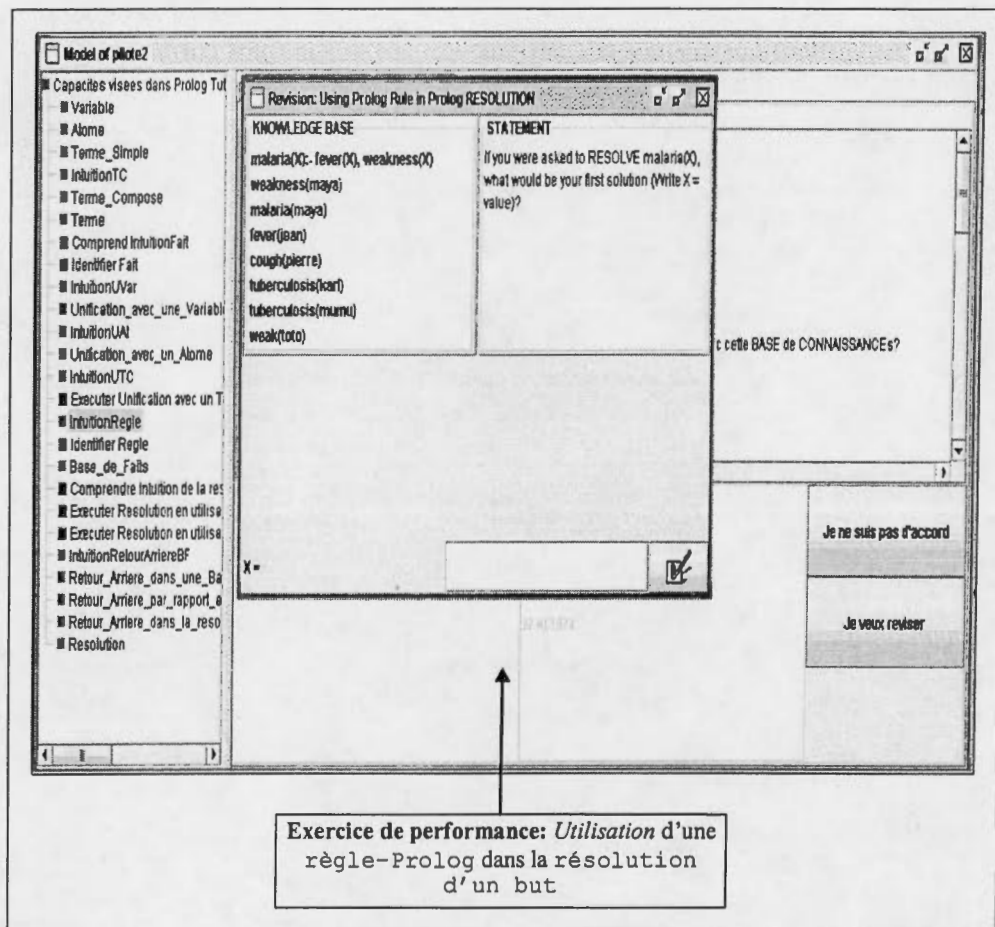 Model of pilote2
Capacites visees dans Prolog Tut
Variable
Atome
Terme_Simple
IntuitionTC
Terme_Compose
Terme
Comprend IntuitionFait
Identifier Fait
IntuitionUVar
Unification_avec_une_Variabl
IntuitionUAt
Unification_avec_un_Atome
IntuitionUTC
Executer Unification avec un T
IntuitionRegle
Identifier Regle
Base_de_Faits
Comprendre Intuition de la res
Executer Resolution en utilisa
Executer Resolution en utilisa
IntuitionRetourArriereBF
Retour_Arriere_dans_une_Ba
Retour_Arriere_par_rapport_a
Retour_Arriere_dans_la_reso
Resolution
Revision: Using Prolog Rule in Prolog RESOLUTION
KNOWLEDGE BASE
malaria(X):- fever(X), weakness(X)
weakness(maya)
malaria(maya)
fever(jean)
cough(pierre)
tuberculosis(karl)
tuberculosis(mumu)
weak(toto)
STATEMENT
If you were asked to RESOLVE malaria(X),
what would be your first solution (Write X =
value)?
X =
c cette BASE de CONNAISSANCEs?
Je ne suis pas d'accord
Je veux reviser
Exercice de performance: Utilisation d'une
règle-Prolog dans la résolution
d'un but